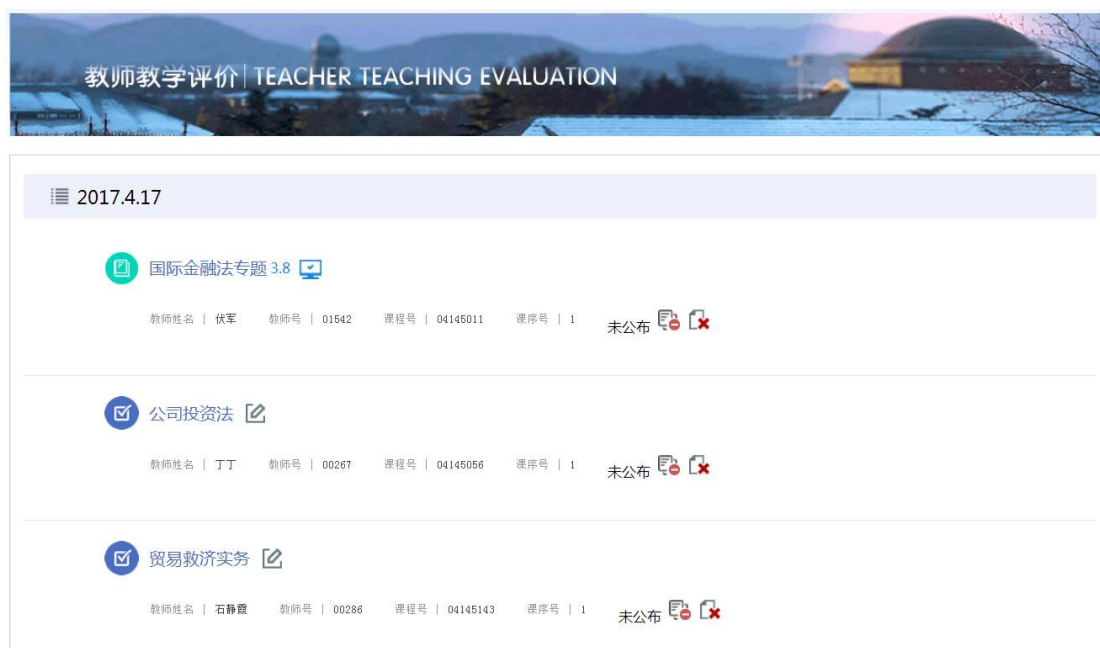 教师教学评价 | TEACHER TEACHING EVALUATION
2017.4.17
国际金融法专题 3.8
教师姓名 | 伏军 教师号 | 01542 课程号 | 04145011 课序号 | 1 未公布
公司投资法
教师姓名 | 丁丁 教师号 | 00267 课程号 | 04145056 课序号 | 1 未公布
贸易救济实务
教师姓名 | 石静霞 教师号 | 00286 课程号 | 04145143 课序号 | 1 未公布